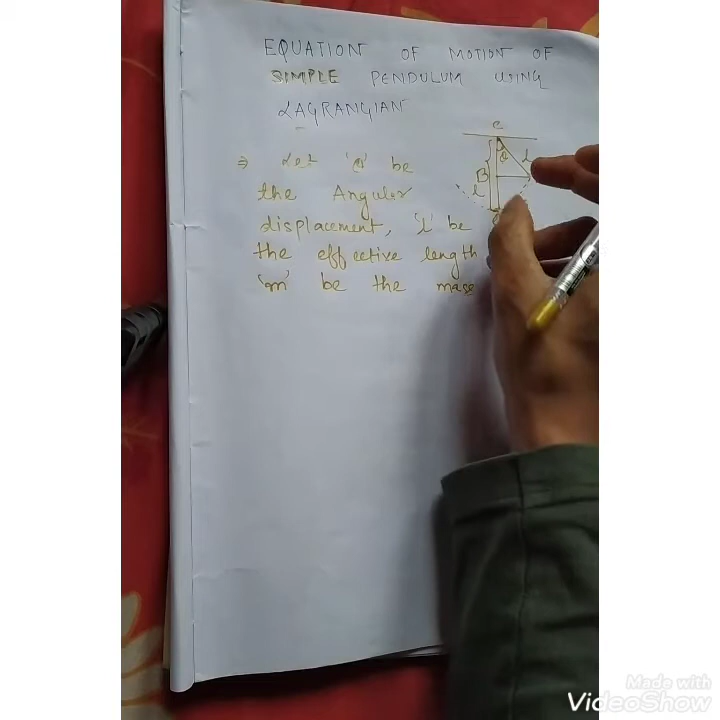 EQUATION OF MOTION OF
SIMPLE PENDULUM USING
LAGRANGIAN
c
⇒ Let 'θ' be
the Angular
displacement, 'l' be
the effective length
'm' be the mass
θ
l
B
l
Made with
VideoShow